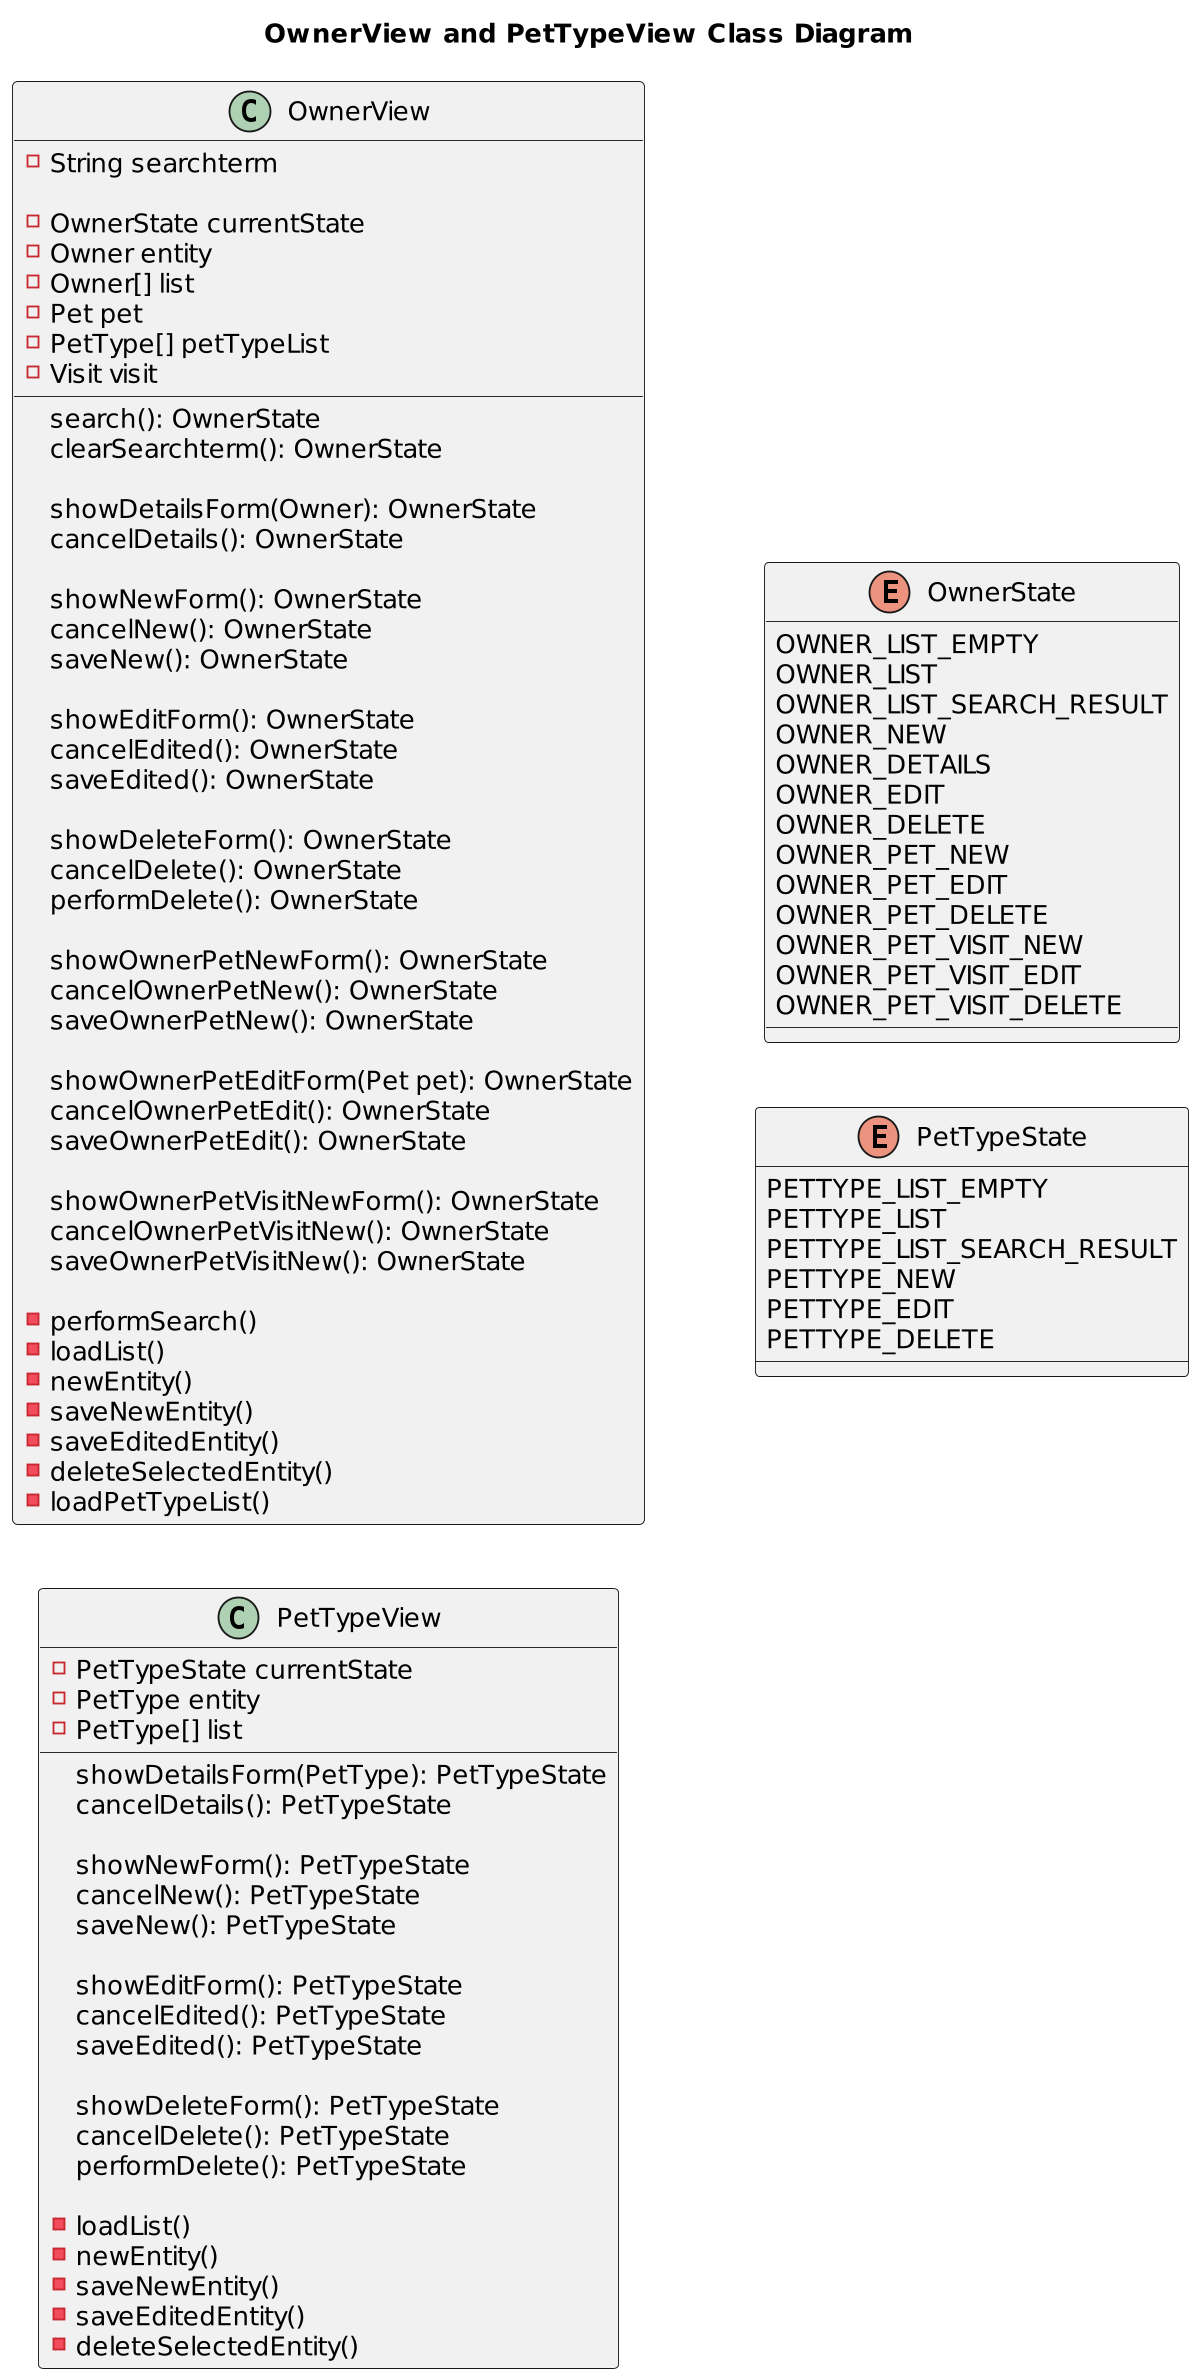 OwnerView and PetTypeView Class Diagram
C OwnerView
String searchterm
OwnerState currentState
Owner entity
Owner[] list
Pet pet
PetType[] petTypeList
Visit visit
search(): OwnerState
clearSearchterm(): OwnerState
showDetailsForm(Owner): OwnerState
cancelDetails(): OwnerState
showNewForm(): OwnerState
cancelNew(): OwnerState
saveNew(): OwnerState
showEditForm(): OwnerState
cancelEdited(): OwnerState
saveEdited(): OwnerState
showDeleteForm(): OwnerState
cancelDelete(): OwnerState
performDelete(): OwnerState
showOwnerPetNewForm(): OwnerState
cancelOwnerPetNew(): OwnerState
saveOwnerPetNew(): OwnerState
showOwnerPetEditForm(Pet pet): OwnerState
cancelOwnerPetEdit(): OwnerState
saveOwnerPetEdit(): OwnerState
showOwnerPetVisitNewForm(): OwnerState
cancelOwnerPetVisitNew(): OwnerState
saveOwnerPetVisitNew(): OwnerState
performSearch()
loadList()
newEntity()
saveNewEntity()
saveEditedEntity()
deleteSelectedEntity()
loadPetTypeList()
E OwnerState
OWNER_LIST_EMPTY
OWNER_LIST
OWNER_LIST_SEARCH_RESULT
OWNER_NEW
OWNER_DETAILS
OWNER_EDIT
OWNER_DELETE
OWNER_PET_NEW
OWNER_PET_EDIT
OWNER_PET_DELETE
OWNER_PET_VISIT_NEW
OWNER_PET_VISIT_EDIT
OWNER_PET_VISIT_DELETE
E PetTypeState
PETTYPE_LIST_EMPTY
PETTYPE_LIST
PETTYPE_LIST_SEARCH_RESULT
PETTYPE_NEW
PETTYPE_EDIT
PETTYPE_DELETE
C PetTypeView
PetTypeState currentState
PetType entity
PetType[] list
showDetailsForm(PetType): PetTypeState
cancelDetails(): PetTypeState
showNewForm(): PetTypeState
cancelNew(): PetTypeState
saveNew(): PetTypeState
showEditForm(): PetTypeState
cancelEdited(): PetTypeState
saveEdited(): PetTypeState
showDeleteForm(): PetTypeState
cancelDelete(): PetTypeState
performDelete(): PetTypeState
loadList()
newEntity()
saveNewEntity()
saveEditedEntity()
deleteSelectedEntity()